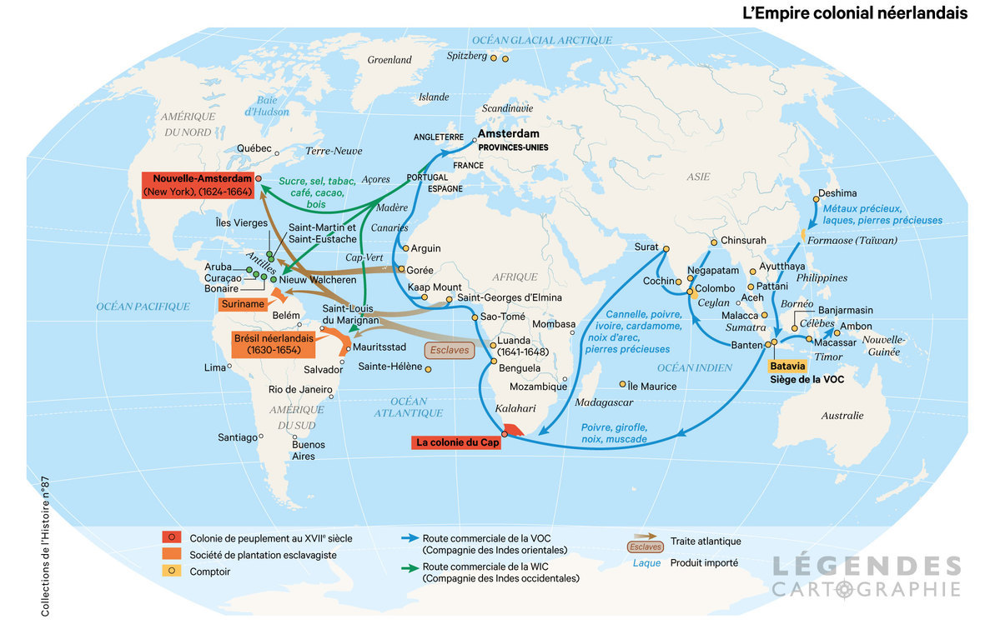 L'Empire colonial néerlandais
OCÉAN GLACIAL ARCTIQUE
Spitzberg
Groenland
Islande
Scandinavie
Baie
d'Hudson
AMÉRIQUE
DU NORD
Québec
Terre-Neuve
ANGLETERRE
Amsterdam
PROVINCES-UNIES
FRANCE
PORTUGAL
ESPAGNE
Açores
Madère
Canaries
Cap-Vert
ASIE
Nouvelle-Amsterdam
(New York), (1624-1664)
Sucre, sel, tabac,
café, cacao,
bois
Deshima
Métaux précieux,
laques, pierres précieuses
Formaose (Taïwan)
Îles Vierges
Saint-Martin et
Saint-Eustache
Antilles
Aruba
Curaçao
Bonaire
Nieuw Walcheren
Arguin
Gorée
Kaap Mount
Saint-Georges d'Elmina
AFRIQUE
Surat
Chinsurah
Cochin
Negapatam
Colombo
Ceylan
Ayutthaya
Pattani
Philippines
Aceh
Malacca
Sumatra
Bornéo
Banjarmasin
Célèbes
Ambon
Macassar
Nouvelle-
Guinée
Timor
Banten
Batavia
Siège de la VOC
OCÉAN PACIFIQUE
Suriname
Belém
Saint-Louis
du Marignan
Brésil néerlandais
(1630-1654)
Mauritsstad
Salvador
Lima
Rio de Janeiro
AMÉRIQUE
DU SUD
Santiago
Buenos
Aires
Sao-Tomé
Mombasa
Esclaves
Luanda
(1641-1648)
Sainte-Hélène
Benguela
Mozambique
OCÉAN
ATLANTIQUE
Kalahari
Madagascar
Île Maurice
OCÉAN INDIEN
Cannelle, poivre,
ivoire, cardamome,
noix d'arec,
pierres précieuses
Poivre, girofle,
noix, muscade
La colonie du Cap
Australie
Colonie de peuplement au XVIIe siècle
Société de plantation esclavagiste
Comptoir
Route commerciale de la VOC
(Compagnie des Indes orientales)
Route commerciale de la WIC
(Compagnie des Indes occidentales)
Traite atlantique
Esclaves
Laque
Produit importé
LÉGENDES
CARTOGRAPHIE
Collections de l'Histoire n°87